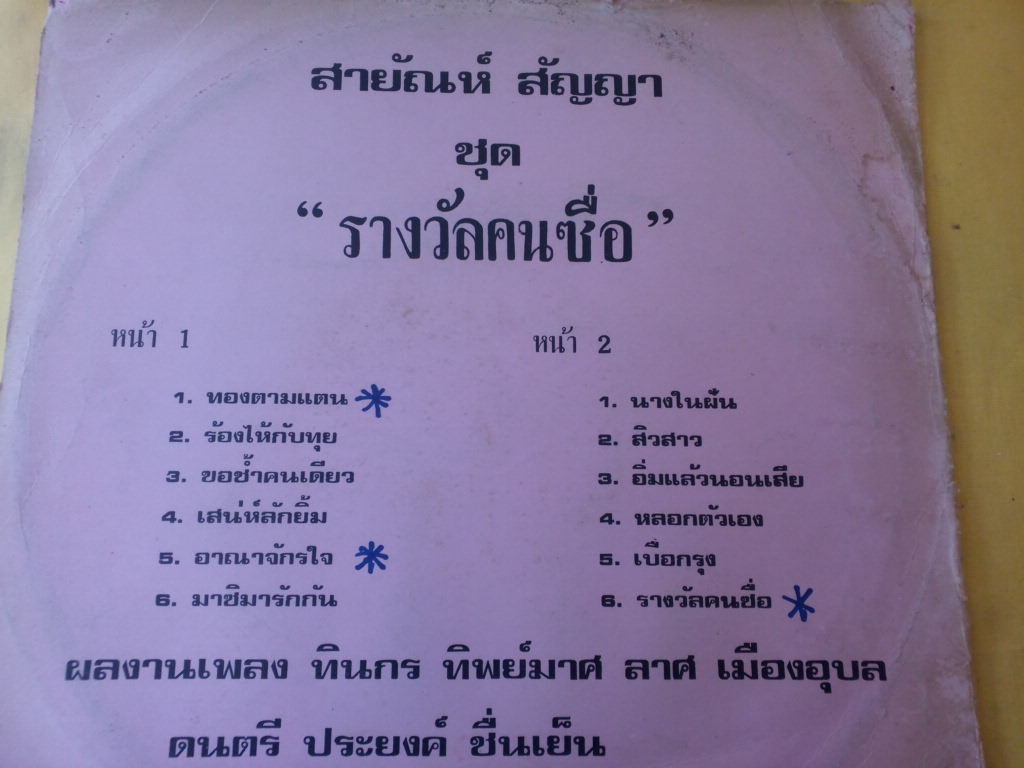 สายัณห์ สัญญา
ชุด
“รางวัลคนซื่อ”
หน้า 1
1. ทองตามแตน *
2. ร้องไห้กับทุย
3. ขอช้ำคนเดียว
4. เสน่ห์ลักยิ้ม
5. อาณาจักรใจ *
6. มาซิมารักกัน
หน้า 2
1. นางในฝัน
2. สิวสาว
3. อิ่มแล้วนอนเสีย
4. หลอกตัวเอง
5. เบื่อกรุง
6. รางวัลคนซื่อ *
ผลงานเพลง ทินกร ทิพย์มาศ ลาศ เมืองอุบล
ดนตรี ประยงค์ ชื่นเย็น